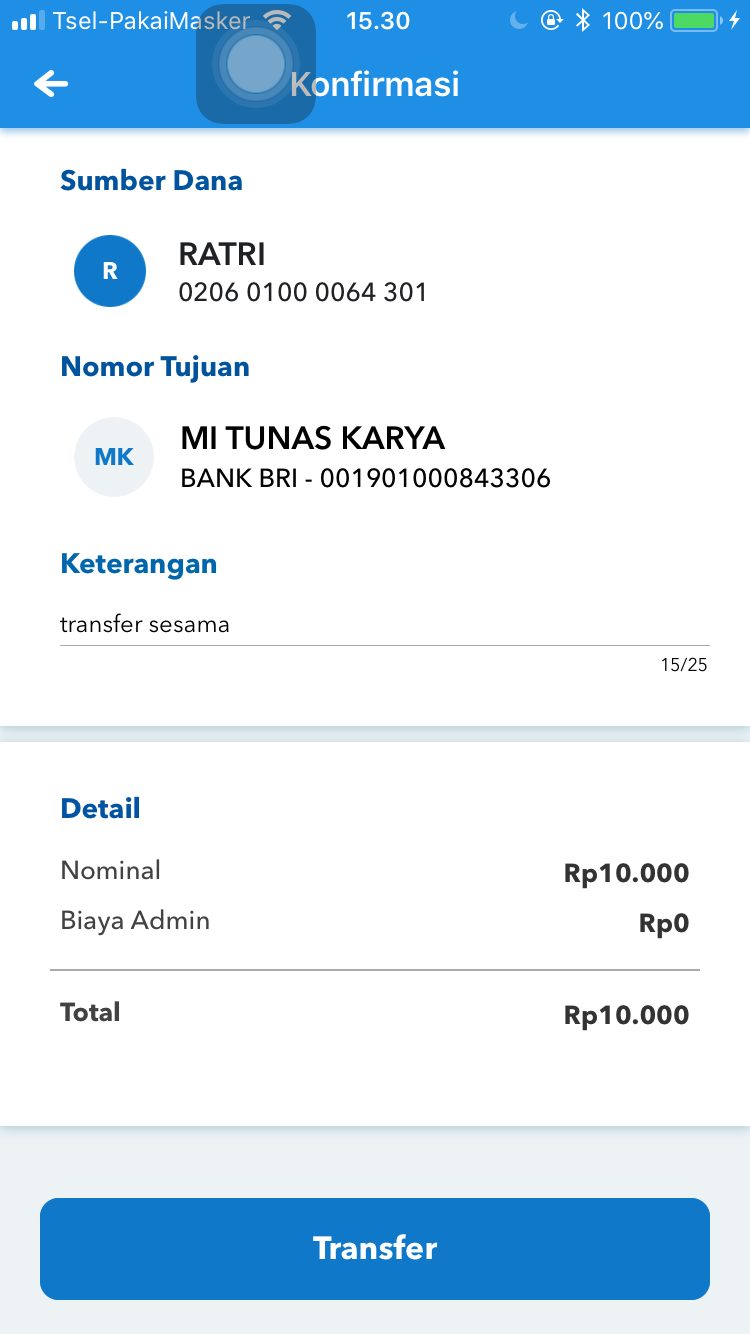 Tsel-PakaiMasker 15.30 100%
Konfirmasi
Sumber Dana
R
RATRI
0206 0100 0064 301
Nomor Tujuan
MK
MI TUNAS KARYA
BANK BRI - 001901000843306
Keterangan
transfer sesama
15/25
Detail
Nominal Rp10.000
Biaya Admin Rp0
Total Rp10.000
Transfer